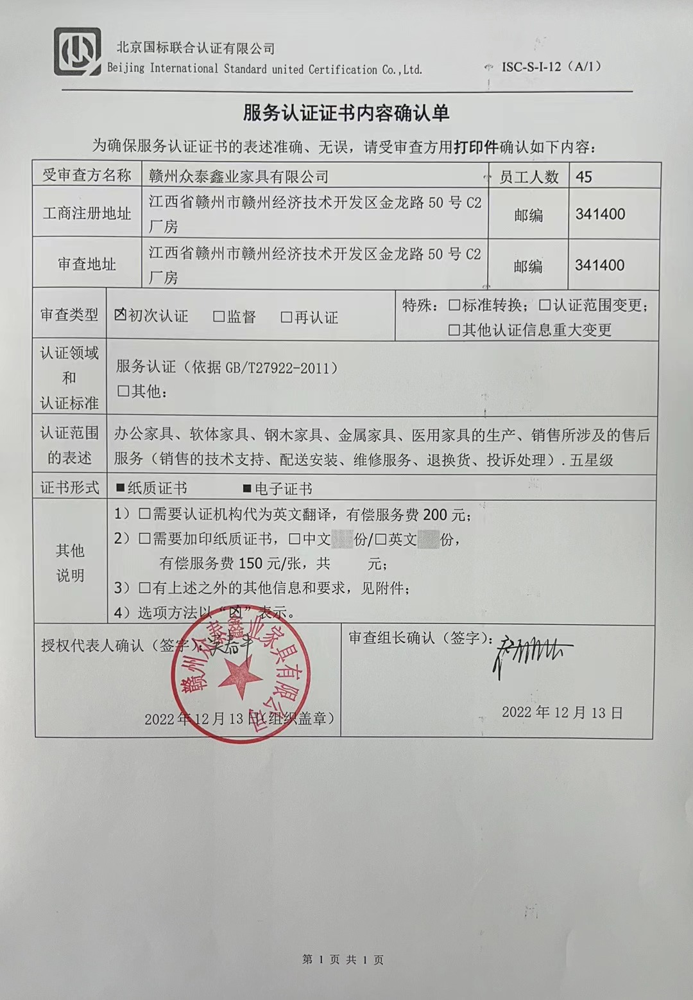 北京国标联合认证有限公司
Beijing International Standard united Certification Co.,Ltd.
ISC-S-I-12（A/1）
服务认证证书内容确认单
为确保服务认证证书的表述准确、无误，请受审查方用打印件确认如下内容：
受审查方名称 赣州众泰鑫业家具有限公司 员工人数 45
工商注册地址 江西省赣州市赣州经济技术开发区金龙路 50 号 C2
厂房 邮编 341400
审查地址 江西省赣州市赣州经济技术开发区金龙路 50 号 C2
厂房 邮编 341400
审查类型 ☒初次认证 □监督 □再认证 特殊：□标准转换；□认证范围变更；
□其他认证信息重大变更
认证领域
和
认证标准
服务认证（依据 GB/T27922-2011）
□其他：
认证范围
的表述
办公家具、软体家具、钢木家具、金属家具、医用家具的生产、销售所涉及的售后
服务（销售的技术支持、配送安装、维修服务、退换货、投诉处理）.五星级
证书形式 ■纸质证书 ■电子证书
其他
说明
1）□需要认证机构代为英文翻译，有偿服务费 200 元；
2）□需要加印纸质证书，□中文 份/□英文 份，
有偿服务费 150 元/张，共 元；
3）□有上述之外的其他信息和要求，见附件；
4）选项方法以“☒”表示。
授权代表人确认（签字）：
2022 年 12 月 13 日（组织盖章）
赣州众泰鑫业家具有限公司
审查组长确认（签字）：
2022 年 12 月 13 日
第 1 页 共 1 页